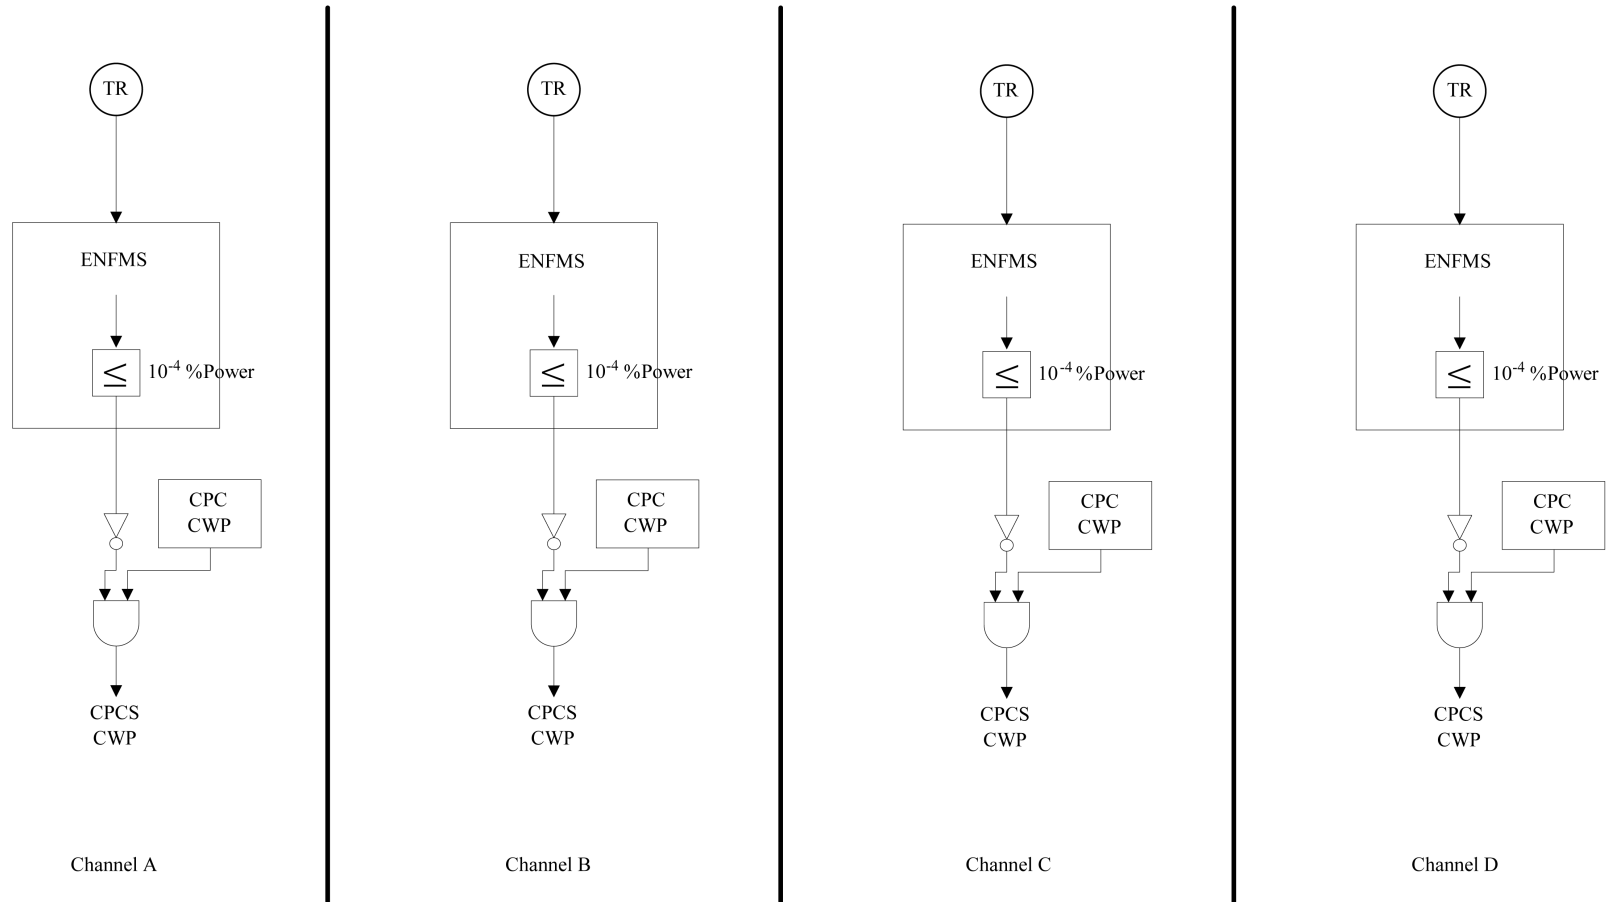 TR
ENFMS
≤ 10⁻⁴ %Power
CPC
CWP
CPCS
CWP
Channel A
TR
ENFMS
≤ 10⁻⁴ %Power
CPC
CWP
CPCS
CWP
Channel B
TR
ENFMS
≤ 10⁻⁴ %Power
CPC
CWP
CPCS
CWP
Channel C
TR
ENFMS
≤ 10⁻⁴ %Power
CPC
CWP
CPCS
CWP
Channel D